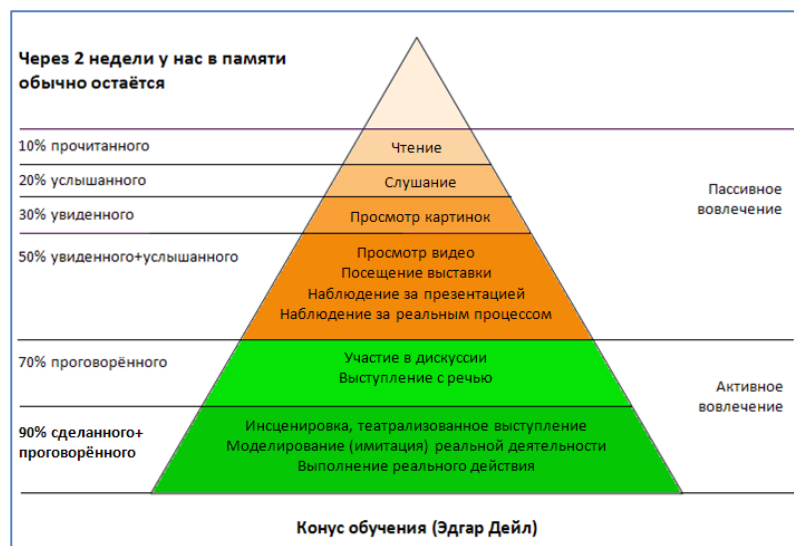 Через 2 недели у нас в памяти
обычно остаётся
10% прочитанного
Чтение
20% услышанного
Слушание
Пассивное
вовлечение
30% увиденного
Просмотр картинок
50% увиденного+услышанного
Просмотр видео
Посещение выставки
Наблюдение за презентацией
Наблюдение за реальным процессом
70% проговорённого
Участие в дискуссии
Выступление с речью
Активное
вовлечение
90% сделанного+
проговорённого
Инсценировка, театрализованное выступление
Моделирование (имитация) реальной деятельности
Выполнение реального действия
Конус обучения (Эдгар Дейл)